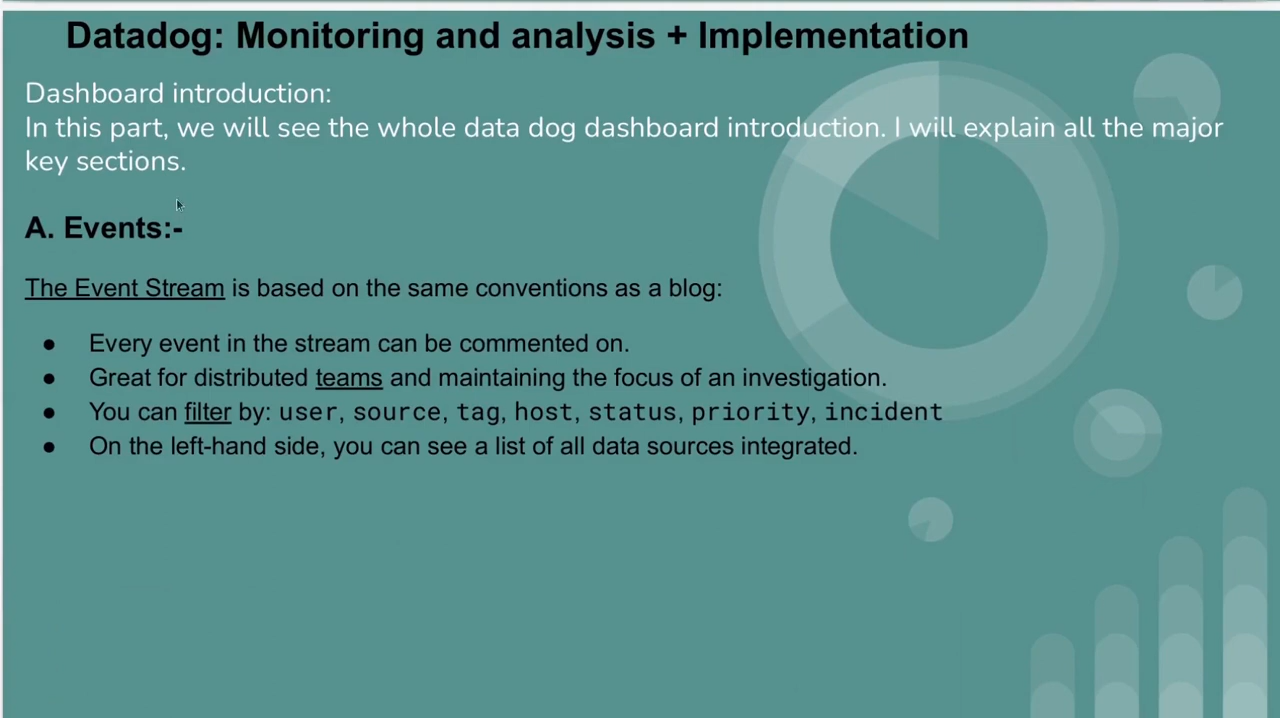 Datadog: Monitoring and analysis + Implementation
Dashboard introduction:
In this part, we will see the whole data dog dashboard introduction. I will explain all the major
key sections.
A. Events:-
The Event Stream is based on the same conventions as a blog:
● Every event in the stream can be commented on.
● Great for distributed teams and maintaining the focus of an investigation.
● You can filter by: user, source, tag, host, status, priority, incident
● On the left-hand side, you can see a list of all data sources integrated.